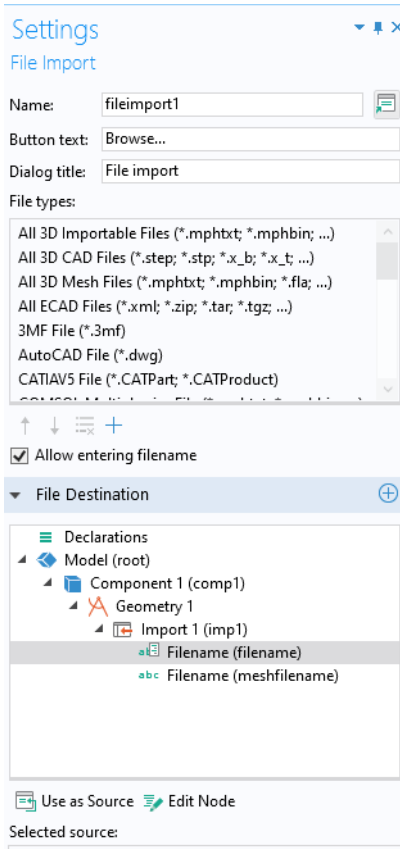 Settings
File Import
Name: fileimport1
Button text: Browse...
Dialog title: File import
File types:
All 3D Importable Files (*.mphtxt; *.mphbin; ...)
All 3D CAD Files (*.step; *.stp; *.x_b; *.x_t; ...)
All 3D Mesh Files (*.mphtxt; *.mphbin; *.fla; ...)
All ECAD Files (*.xml; *.zip; *.tar; *.tgz; ...)
3MF File (*.3mf)
AutoCAD File (*.dwg)
CATIAV5 File (*.CATPart; *.CATProduct)
Allow entering filename
File Destination
Declarations
Model (root)
Component 1 (comp1)
Geometry 1
Import 1 (imp1)
Filename (filename)
abc Filename (meshfilename)
Use as Source Edit Node
Selected source: